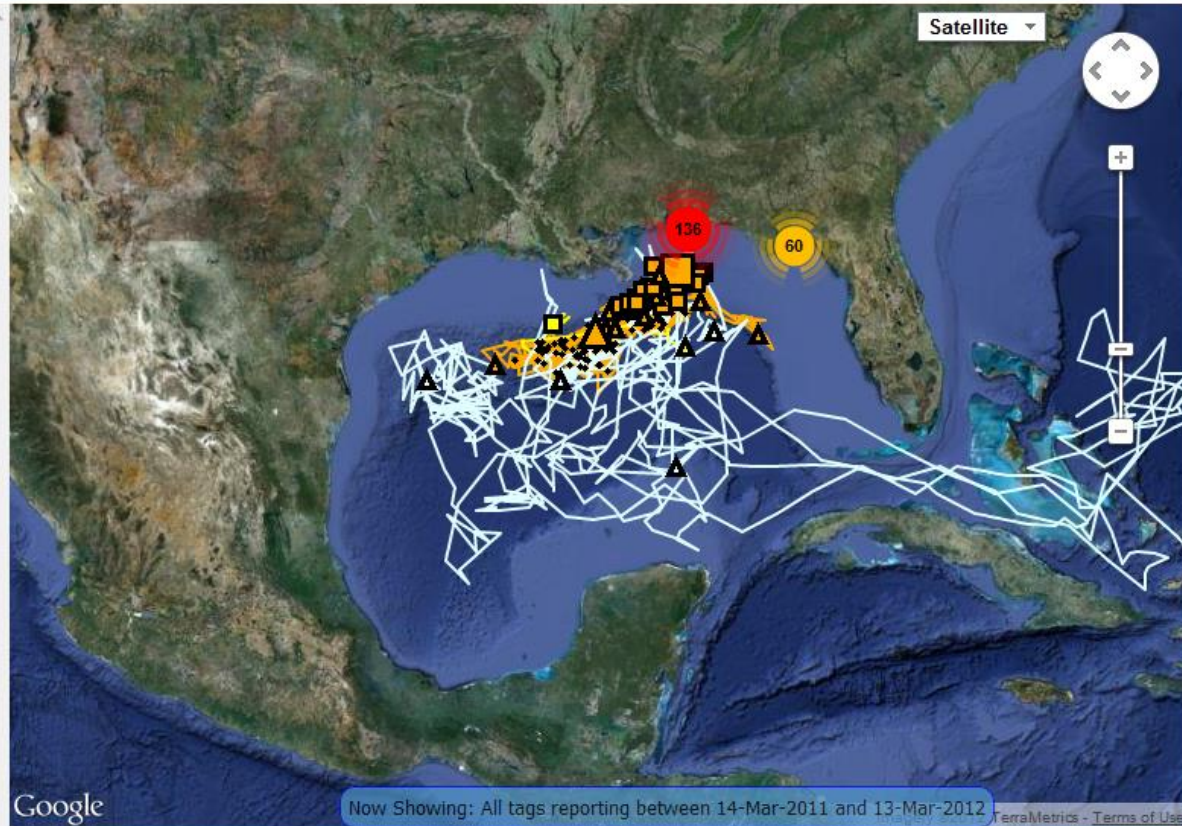 Satellite
136
60
Google
Now Showing: All tags reporting between 14-Mar-2011 and 13-Mar-2012
TerraMetrics - Terms of Use